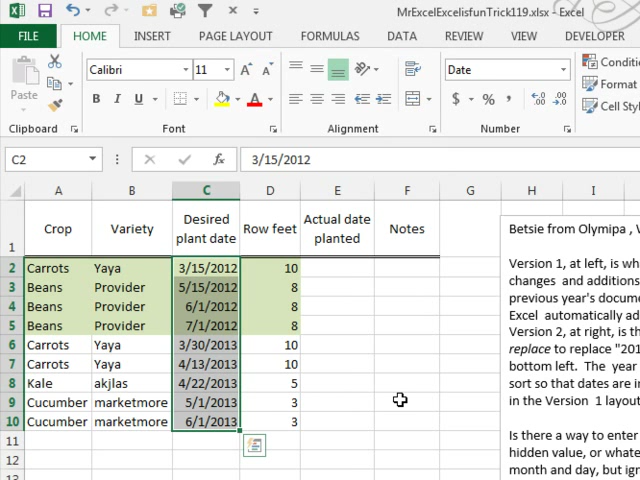 MrExcelExcelisfunTrick119.xlsx - Excel
FILE HOME INSERT PAGE LAYOUT FORMULAS DATA REVIEW VIEW DEVELOPER
Paste
Calibri 11 A A Date Conditio
B I U A $ % , Format
Cell Sty
Clipboard Font Alignment Number
C2 fx 3/15/2012
A B C D E F G H I J
1 Crop Variety Desired plant date Row feet Actual date planted Notes
2 Carrots Yaya 3/15/2012 10
3 Beans Provider 5/15/2012 8
4 Beans Provider 6/1/2012 8
5 Beans Provider 7/1/2012 8
6 Carrots Yaya 3/30/2013 10
7 Carrots Yaya 4/13/2013 10
8 Kale akjlas 4/22/2013 5
9 Cucumber marketmore 5/1/2013 3
10 Cucumber marketmore 6/1/2013 3
11
12
13
Betsie from Olymipa , W
Version 1, at left, is wh
changes and additions
previous year's docume
Excel automatically ad
Version 2, at right, is th
replace to replace "201
bottom left. The year
sort so that dates are i
in the Version 1 layout
Is there a way to enter
hidden value, or whate
month and day, but ign